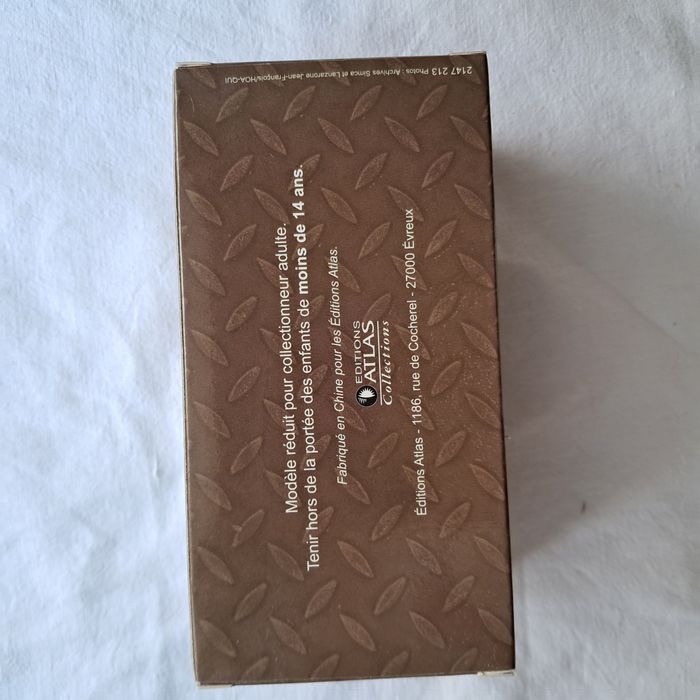 Modèle réduit pour collectionneur adulte.
Tenir hors de la portée des enfants de moins de 14 ans.
Fabriqué en Chine pour les Éditions Atlas.
EDITIONS
ATLAS
Collections
Éditions Atlas - 1186, rue de Cocherel - 27000 Évreux
2147 213 Photos : Archives Simca et Lanzarone Jean-François/HOA-QUI